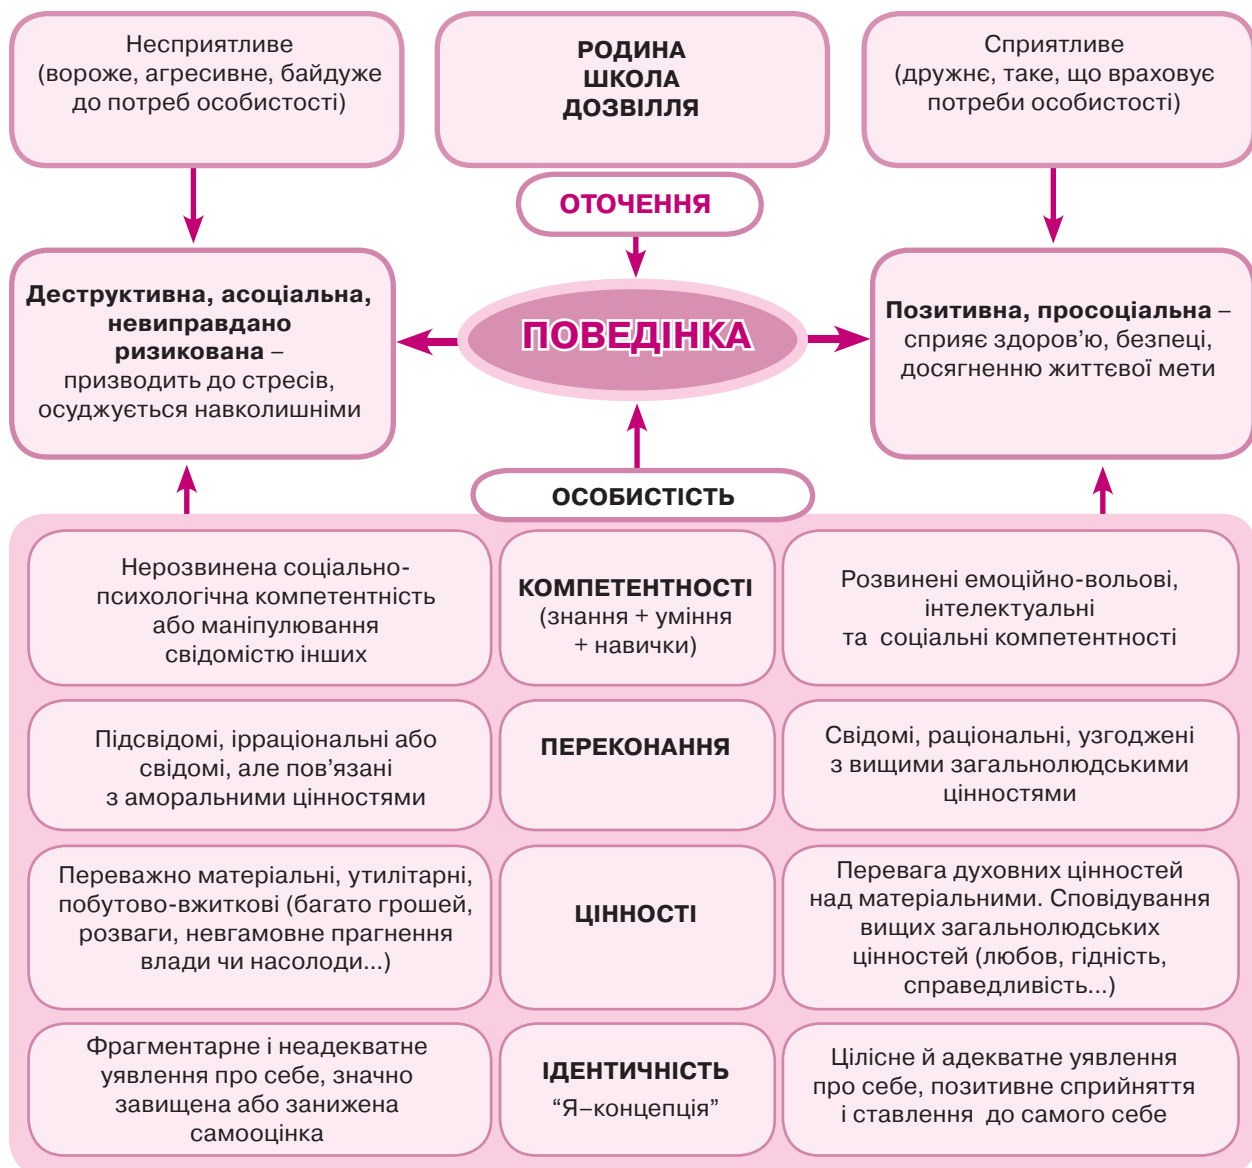 Несприятливе
(вороже, агресивне, байдуже
до потреб особистості)
РОДИНА
ШКОЛА
ДОЗВІЛЛЯ
Сприятливе
(дружнє, таке, що враховує
потреби особистості)
ОТОЧЕННЯ
Деструктивна, асоціальна,
невиправдано
ризикована –
призводить до стресів,
осуджується навколишніми
ПОВЕДІНКА
Позитивна, просоціальна –
сприяє здоров’ю, безпеці,
досягненню життєвої мети
ОСОБИСТІСТЬ
Нерозвинена соціально-
психологічна компетентність
або маніпулювання
свідомістю інших
КОМПЕТЕНТНОСТІ
(знання + уміння
+ навички)
Розвинені емоційно-вольові,
інтелектуальні
та соціальні компетентності
Підсвідомі, ірраціональні або
свідомі, але пов’язані
з аморальними цінностями
ПЕРЕКОНАННЯ
Свідомі, раціональні, узгоджені
з вищими загальнолюдськими
цінностями
Переважно матеріальні, утилітарні,
побутово-вжиткові (багато грошей,
розваги, невгамовне прагнення
влади чи насолоди...)
ЦІННОСТІ
Перевага духовних цінностей
над матеріальними. Сповідування
вищих загальнолюдських
цінностей (любов, гідність,
справедливість...)
Фрагментарне і неадекватне
уявлення про себе, значно
завищена або занижена
самооцінка
ІДЕНТИЧНІСТЬ
“Я–концепція”
Цілісне й адекватне уявлення
про себе, позитивне сприйняття
і ставлення до самого себе